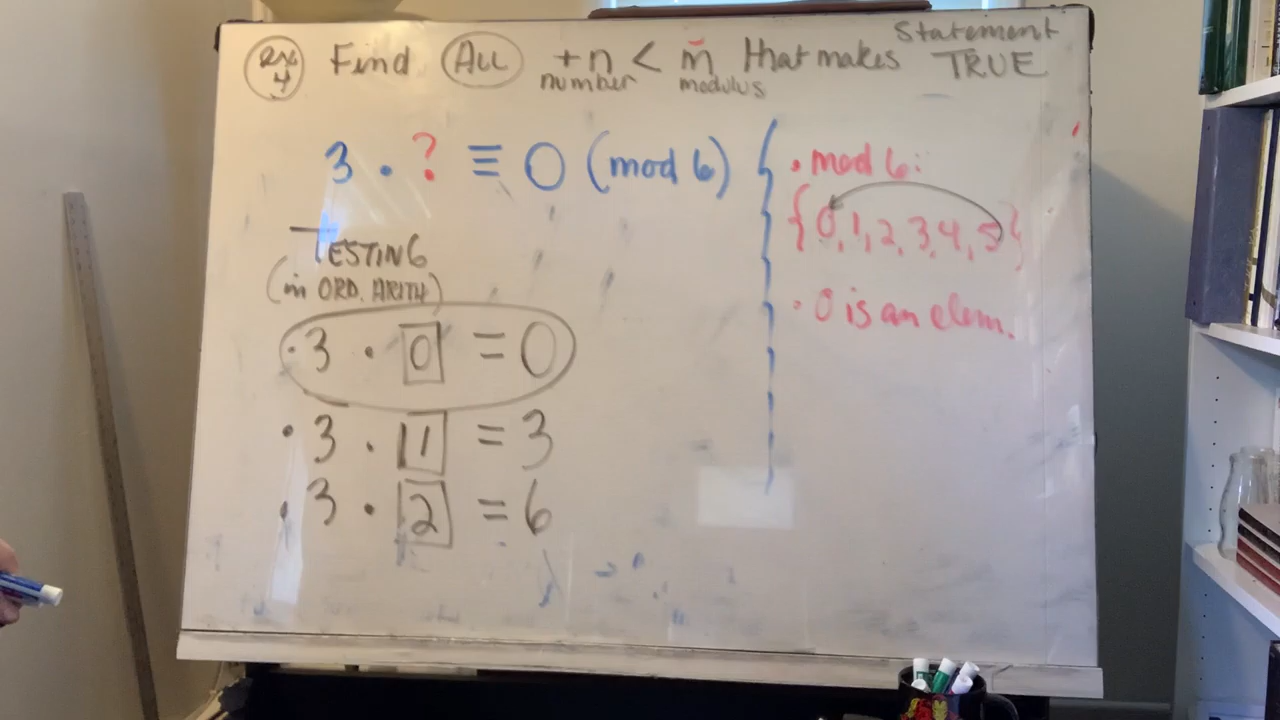 Ex 4 Find ALL +n < m that makes Statement TRUE
number modulus
3 · ? ≡ 0 (mod 6)
TESTING
(in ORD. ARITH)
· 3 · 0 = 0
· 3 · 1 = 3
· 3 · 2 = 6
· mod 6:
{0, 1, 2, 3, 4, 5}
· 0 is an elem.